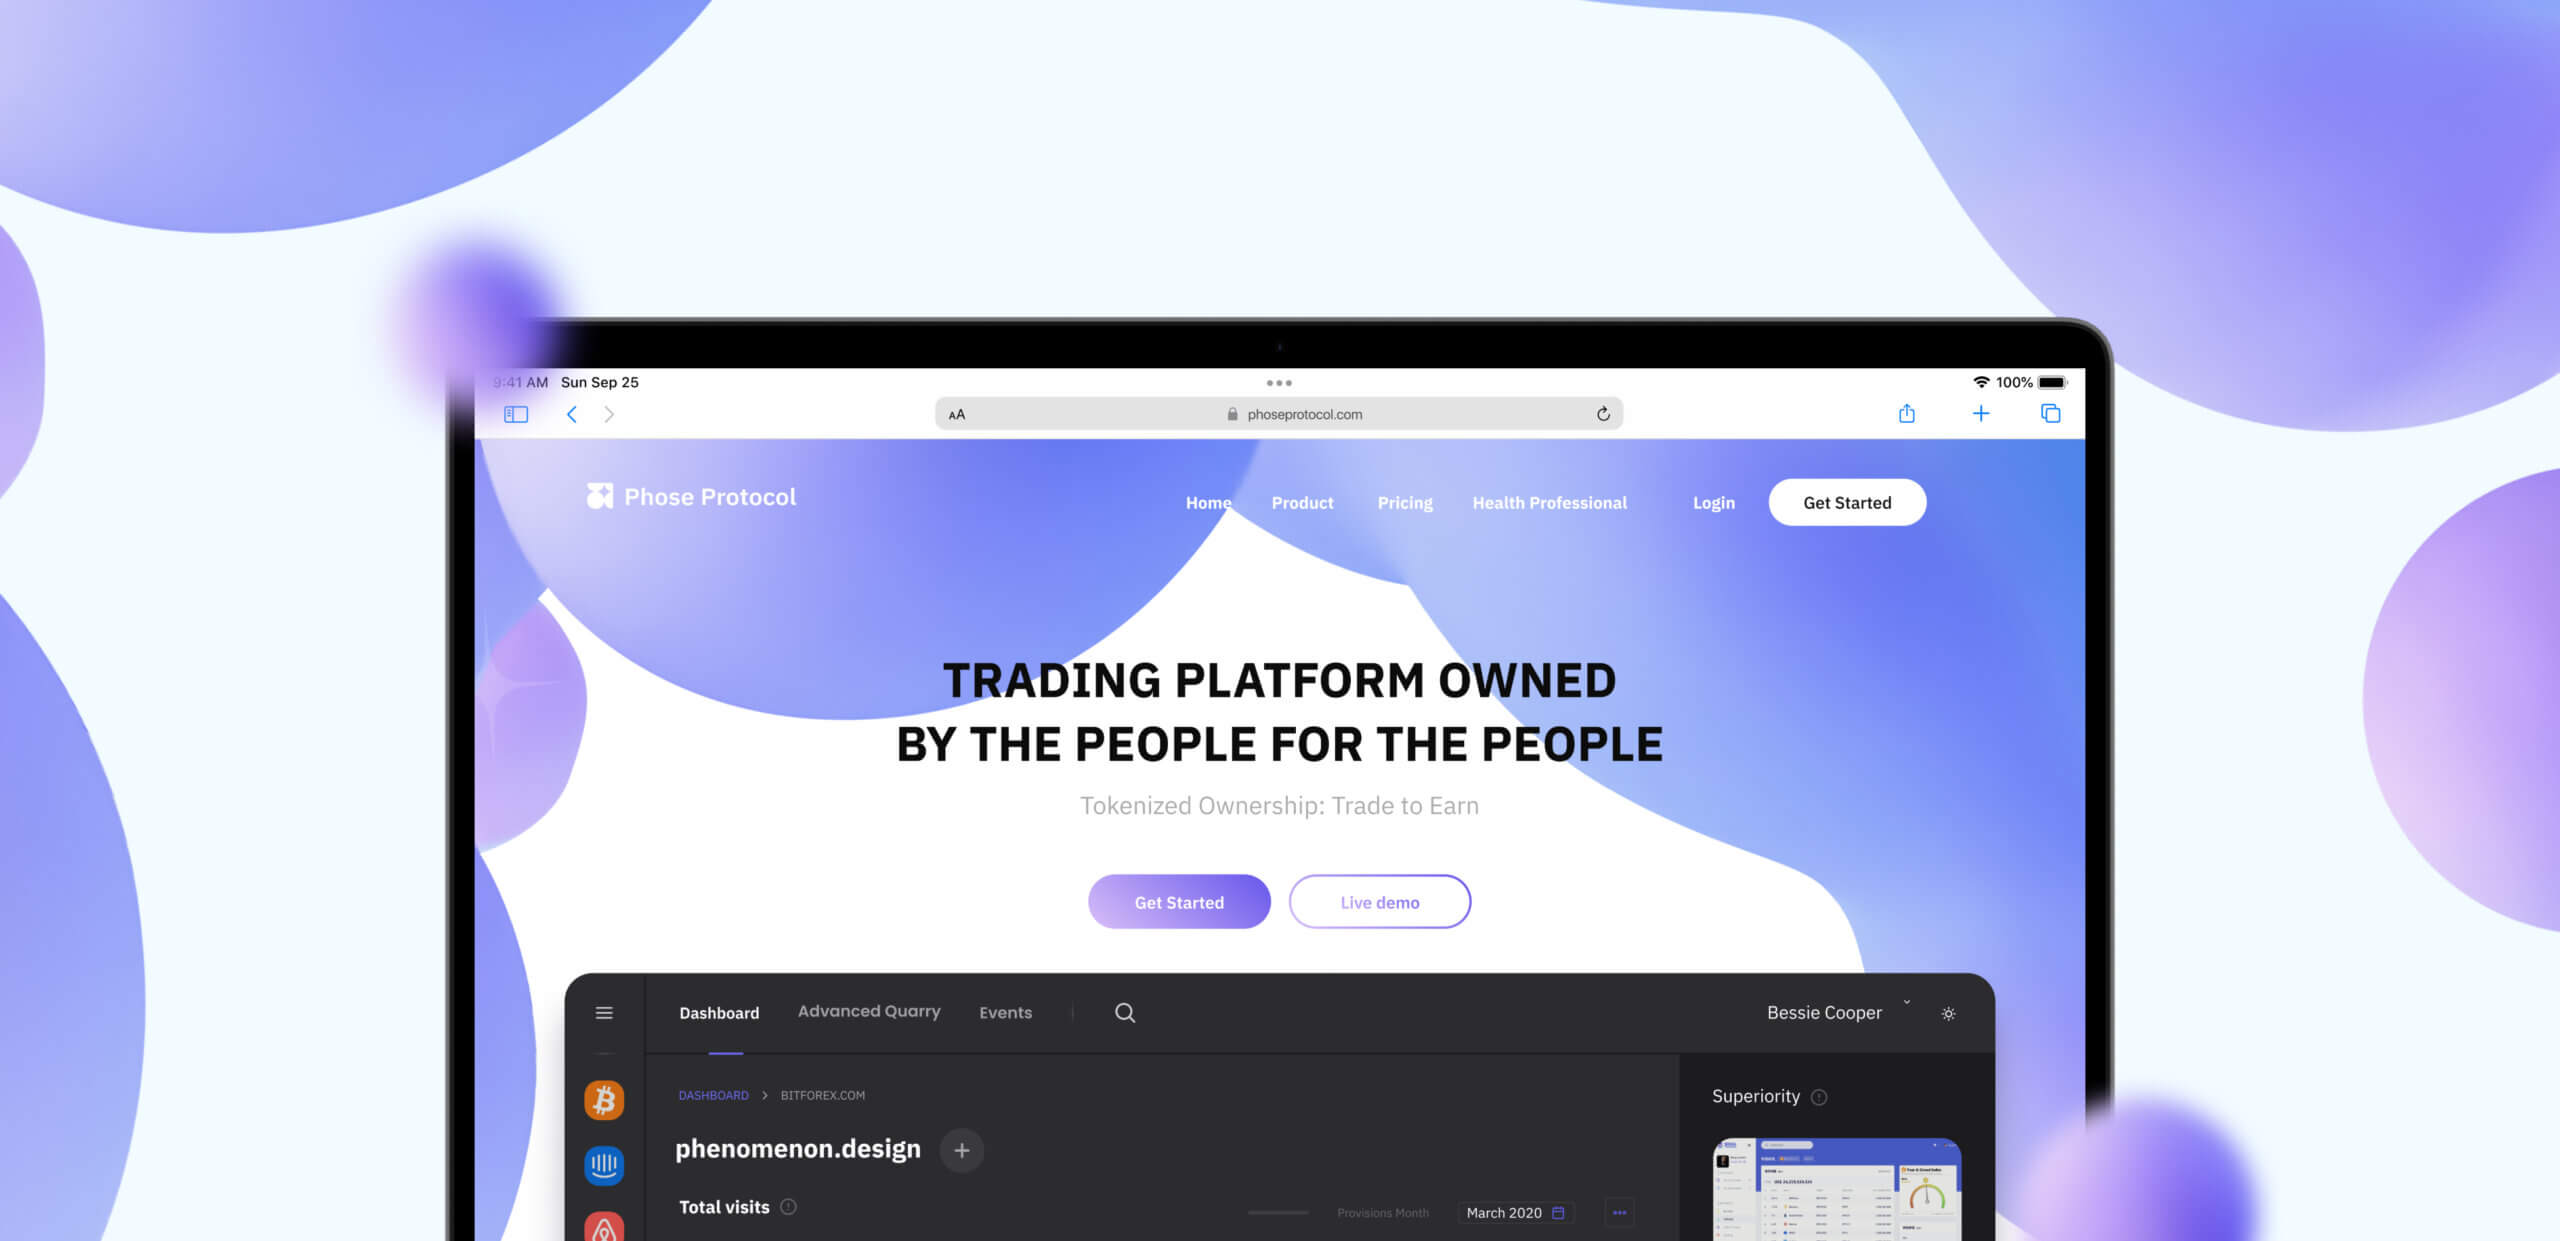 9:41 AM Sun Sep 25
100%
AA
phoseprotocol.com
Phose Protocol
Home Product Pricing Health Professional Login Get Started
TRADING PLATFORM OWNED
BY THE PEOPLE FOR THE PEOPLE
Tokenized Ownership: Trade to Earn
Get Started Live demo
Dashboard Advanced Quarry Events Bessie Cooper
DASHBOARD > BITFOREX.COM
Superiority
phenomenon.design +
Total visits
Provisions Month March 2020